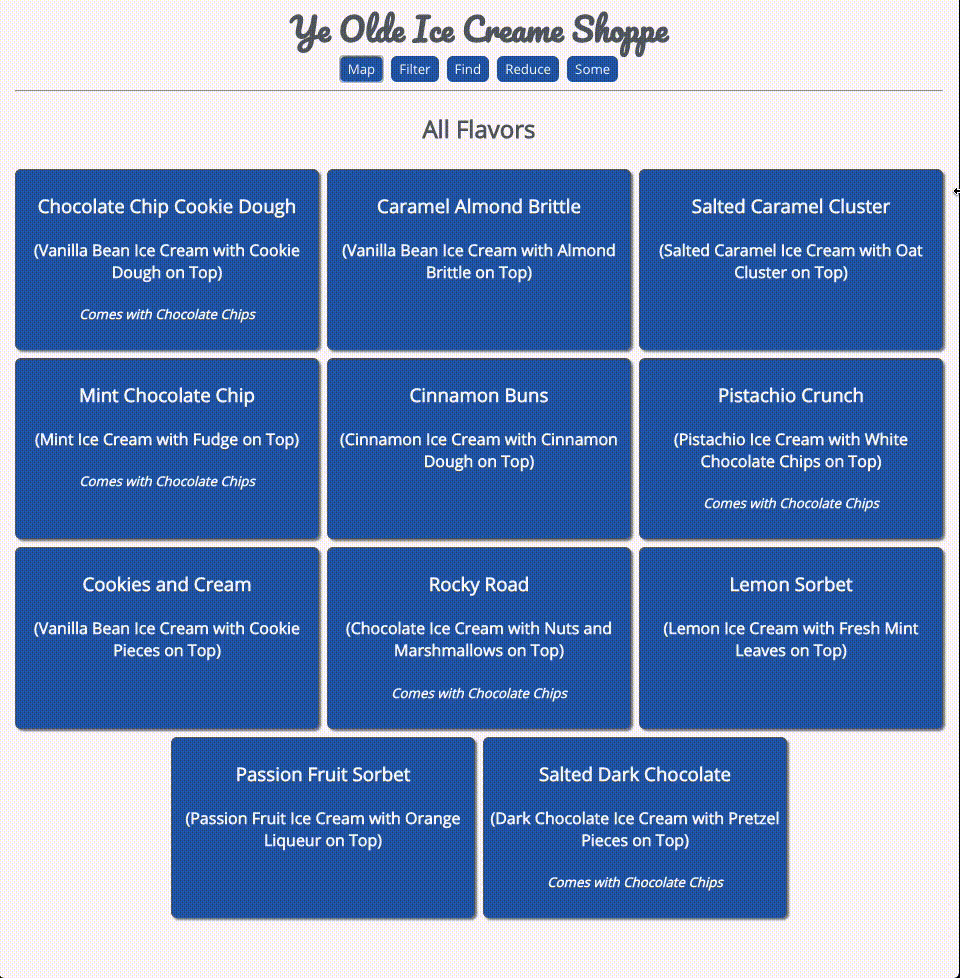 Ye Olde Ice Creame Shoppe
Map Filter Find Reduce Some
All Flavors
Chocolate Chip Cookie Dough
(Vanilla Bean Ice Cream with Cookie
Dough on Top)
Comes with Chocolate Chips
Caramel Almond Brittle
(Vanilla Bean Ice Cream with Almond
Brittle on Top)
Salted Caramel Cluster
(Salted Caramel Ice Cream with Oat
Cluster on Top)
Mint Chocolate Chip
(Mint Ice Cream with Fudge on Top)
Comes with Chocolate Chips
Cinnamon Buns
(Cinnamon Ice Cream with Cinnamon
Dough on Top)
Pistachio Crunch
(Pistachio Ice Cream with White
Chocolate Chips on Top)
Comes with Chocolate Chips
Cookies and Cream
(Vanilla Bean Ice Cream with Cookie
Pieces on Top)
Rocky Road
(Chocolate Ice Cream with Nuts and
Marshmallows on Top)
Comes with Chocolate Chips
Lemon Sorbet
(Lemon Ice Cream with Fresh Mint
Leaves on Top)
Passion Fruit Sorbet
(Passion Fruit Ice Cream with Orange
Liqueur on Top)
Salted Dark Chocolate
(Dark Chocolate Ice Cream with Pretzel
Pieces on Top)
Comes with Chocolate Chips